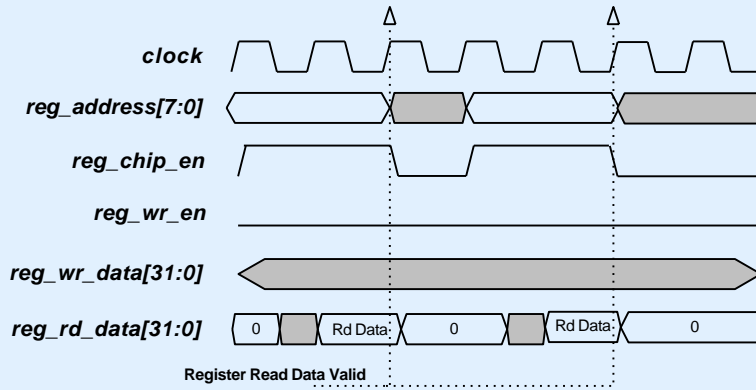 clock
reg_address[7:0]
reg_chip_en
reg_wr_en
reg_wr_data[31:0]
reg_rd_data[31:0] 0 Rd Data 0 Rd Data 0
Register Read Data Valid